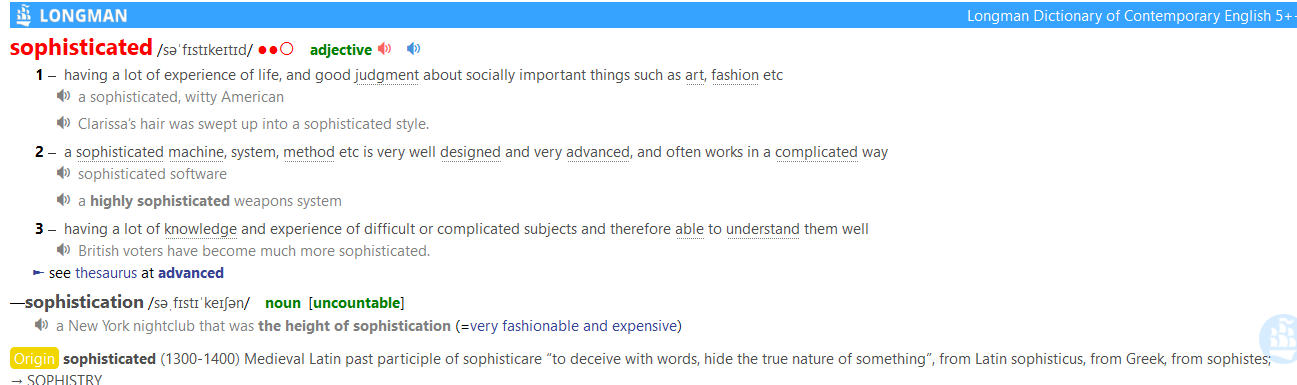 LONGMAN Longman Dictionary of Contemporary English 5+
sophisticated /səˈfɪstɪkeɪtɪd/ ●●○ adjective
1 – having a lot of experience of life, and good judgment about socially important things such as art, fashion etc
a sophisticated, witty American
Clarissa’s hair was swept up into a sophisticated style.
2 – a sophisticated machine, system, method etc is very well designed and very advanced, and often works in a complicated way
sophisticated software
a highly sophisticated weapons system
3 – having a lot of knowledge and experience of difficult or complicated subjects and therefore able to understand them well
British voters have become much more sophisticated.
► see thesaurus at advanced
—sophistication /səˌfɪstɪˈkeɪʃən/ noun [uncountable]
a New York nightclub that was the height of sophistication (=very fashionable and expensive)
Origin sophisticated (1300-1400) Medieval Latin past participle of sophisticare “to deceive with words, hide the true nature of something”, from Latin sophisticus, from Greek, from sophistes;
→ SOPHISTRY